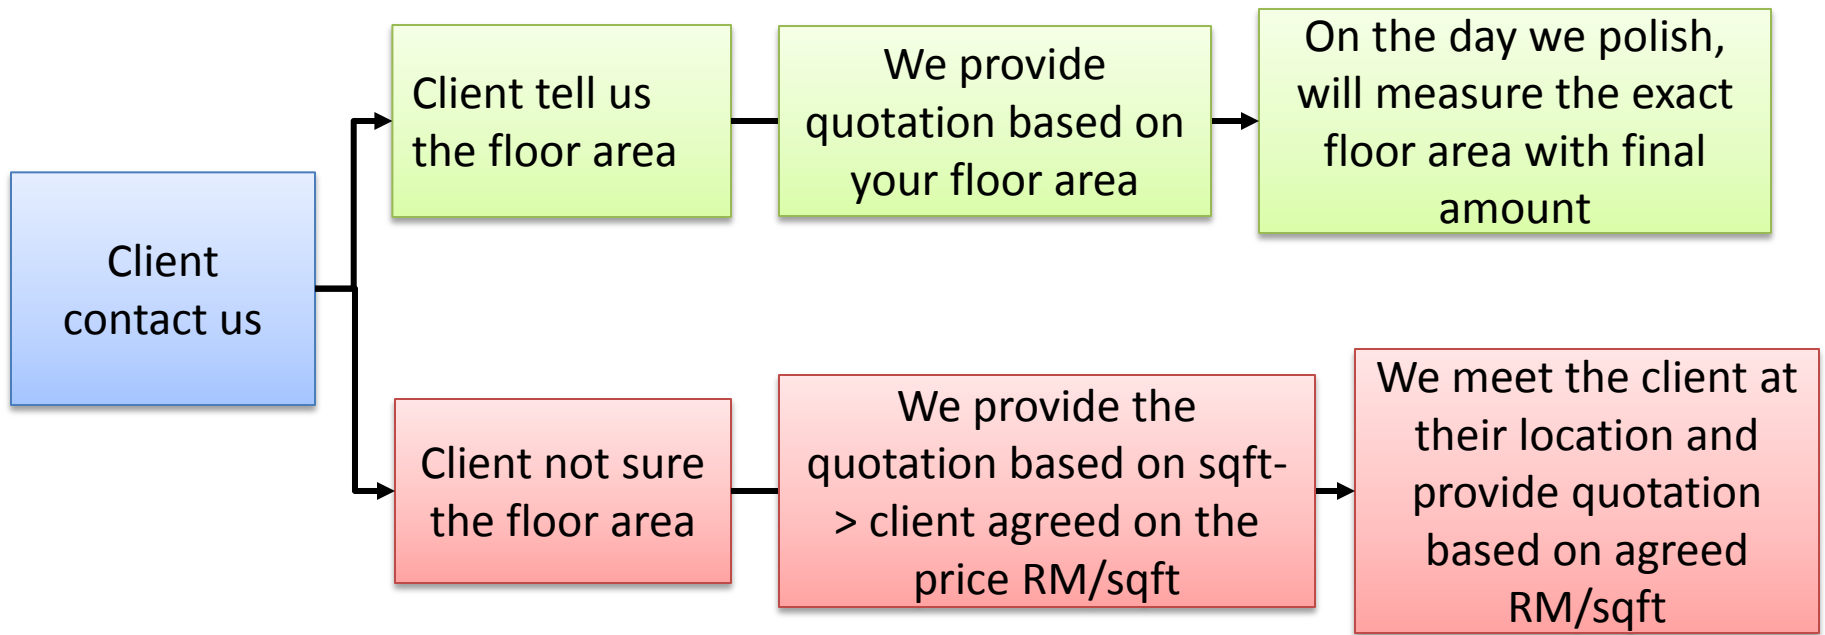 Client
contact us
Client tell us
the floor area
We provide
quotation based on
your floor area
On the day we polish,
will measure the exact
floor area with final
amount
Client not sure
the floor area
We provide the
quotation based on sqft-
> client agreed on the
price RM/sqft
We meet the client at
their location and
provide quotation
based on agreed
RM/sqft